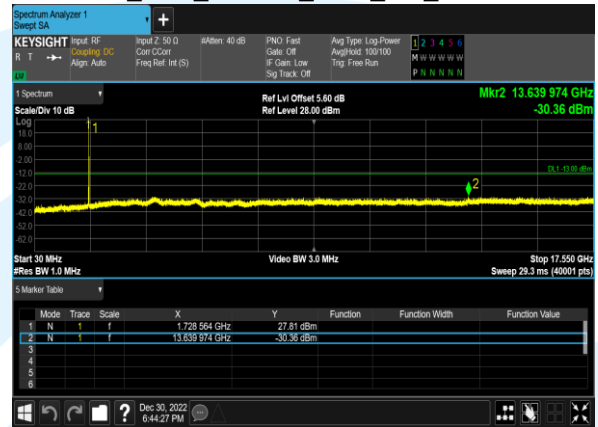 Spectrum Analyzer 1
Swept SA
KEYSIGHT Input: RF Input Z: 50 Ω #Atten: 40 dB PNO: Fast Avg Type: Log-Power 1 2 3 4 5 6
R T Coupling: DC Corr CCorr Gate: Off Avg|Hold: 100/100 M W W W W W
Align: Auto Freq Ref: Int (S) IF Gain: Low Trig: Free Run P N N N N N
LVI Sig Track: Off
1 Spectrum Ref Lvl Offset 5.60 dB Mkr2 13.639 974 GHz
Scale/Div 10 dB Ref Level 28.00 dBm -30.36 dBm
Log
1
18.0
8.00
-2.00
-12.0 DL1 -13.00 dBm
-22.0 2
-32.0
-42.0
-52.0
-62.0
Start 30 MHz Video BW 3.0 MHz Stop 17.550 GHz
#Res BW 1.0 MHz Sweep 29.3 ms (40001 pts)
5 Marker Table
Mode Trace Scale X Y Function Function Width Function Value
1 N 1 f 1.728 564 GHz 27.81 dBm
2 N 1 f 13.639 974 GHz -30.36 dBm
3
4
5
6
? Dec 30, 2022
6:44:27 PM